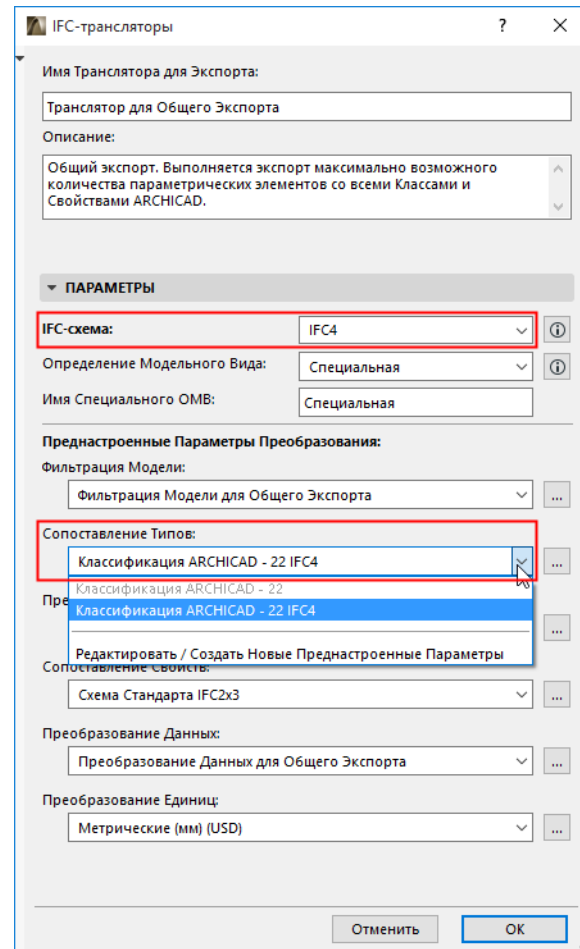 IFC-трансляторы
Имя Транслятора для Экспорта:
Транслятор для Общего Экспорта
Описание:
Общий экспорт. Выполняется экспорт максимально возможного
количества параметрических элементов со всеми Классами и
Свойствами ARCHICAD.
ПАРАМЕТРЫ
IFC-схема: IFC4
Определение Модельного Вида: Специальная
Имя Специального ОМВ: Специальная
Преднастроенные Параметры Преобразования:
Фильтрация Модели:
Фильтрация Модели для Общего Экспорта
...
Сопоставление Типов:
Классификация ARCHICAD - 22 IFC4
...
Классификация ARCHICAD - 22
Пре
Классификация ARCHICAD - 22 IFC4
...
Редактировать / Создать Новые Преднастроенные Параметры
Сопоставление Свойств:
Схема Стандарта IFC2x3
...
Преобразование Данных:
Преобразование Данных для Общего Экспорта
...
Преобразование Единиц:
Метрические (мм) (USD)
...
Отменить
ОК